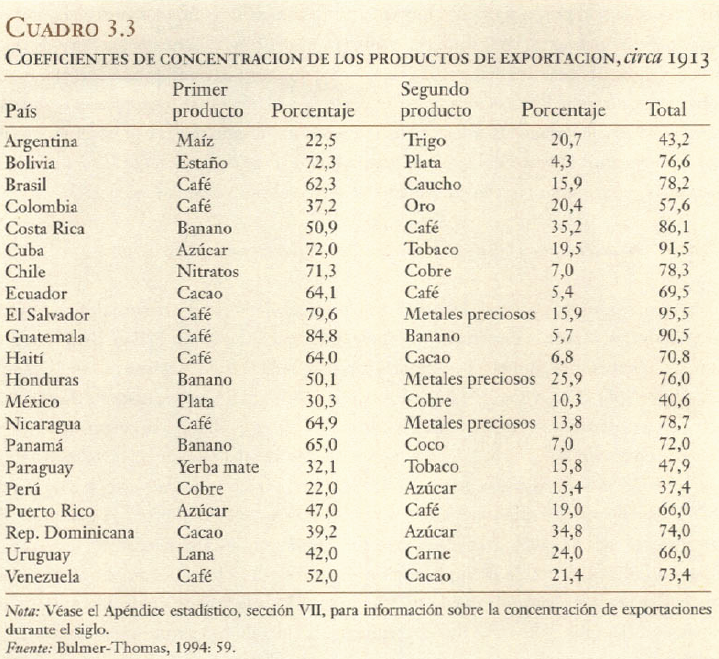 CUADRO 3.3
COEFICIENTES DE CONCENTRACION DE LOS PRODUCTOS DE EXPORTACION, circa 1913
País Primer producto Porcentaje Segundo producto Porcentaje Total
Argentina Maíz 22,5 Trigo 20,7 43,2
Bolivia Estaño 72,3 Plata 4,3 76,6
Brasil Café 62,3 Caucho 15,9 78,2
Colombia Café 37,2 Oro 20,4 57,6
Costa Rica Banano 50,9 Café 35,2 86,1
Cuba Azúcar 72,0 Tobaco 19,5 91,5
Chile Nitratos 71,3 Cobre 7,0 78,3
Ecuador Cacao 64,1 Café 5,4 69,5
El Salvador Café 79,6 Metales preciosos 15,9 95,5
Guatemala Café 84,8 Banano 5,7 90,5
Haití Café 64,0 Cacao 6,8 70,8
Honduras Banano 50,1 Metales preciosos 25,9 76,0
México Plata 30,3 Cobre 10,3 40,6
Nicaragua Café 64,9 Metales preciosos 13,8 78,7
Panamá Banano 65,0 Coco 7,0 72,0
Paraguay Yerba mate 32,1 Tobaco 15,8 47,9
Perú Cobre 22,0 Azúcar 15,4 37,4
Puerto Rico Azúcar 47,0 Café 19,0 66,0
Rep. Dominicana Cacao 39,2 Azúcar 34,8 74,0
Uruguay Lana 42,0 Carne 24,0 66,0
Venezuela Café 52,0 Cacao 21,4 73,4
Nota: Véase el Apéndice estadístico, sección VII, para información sobre la concentración de exportaciones
durante el siglo.
Fuente: Bulmer-Thomas, 1994: 59.